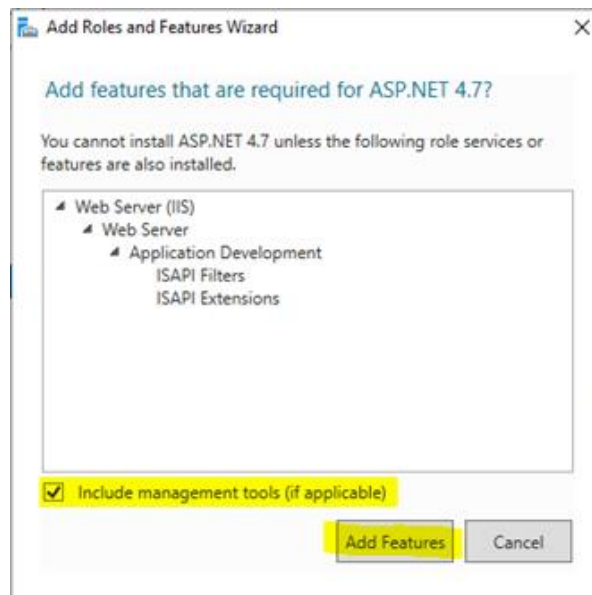 Add Roles and Features Wizard
Add features that are required for ASP.NET 4.7?
You cannot install ASP.NET 4.7 unless the following role services or
features are also installed.
Web Server (IIS)
Web Server
Application Development
ISAPI Filters
ISAPI Extensions
Include management tools (if applicable)
Add Features
Cancel